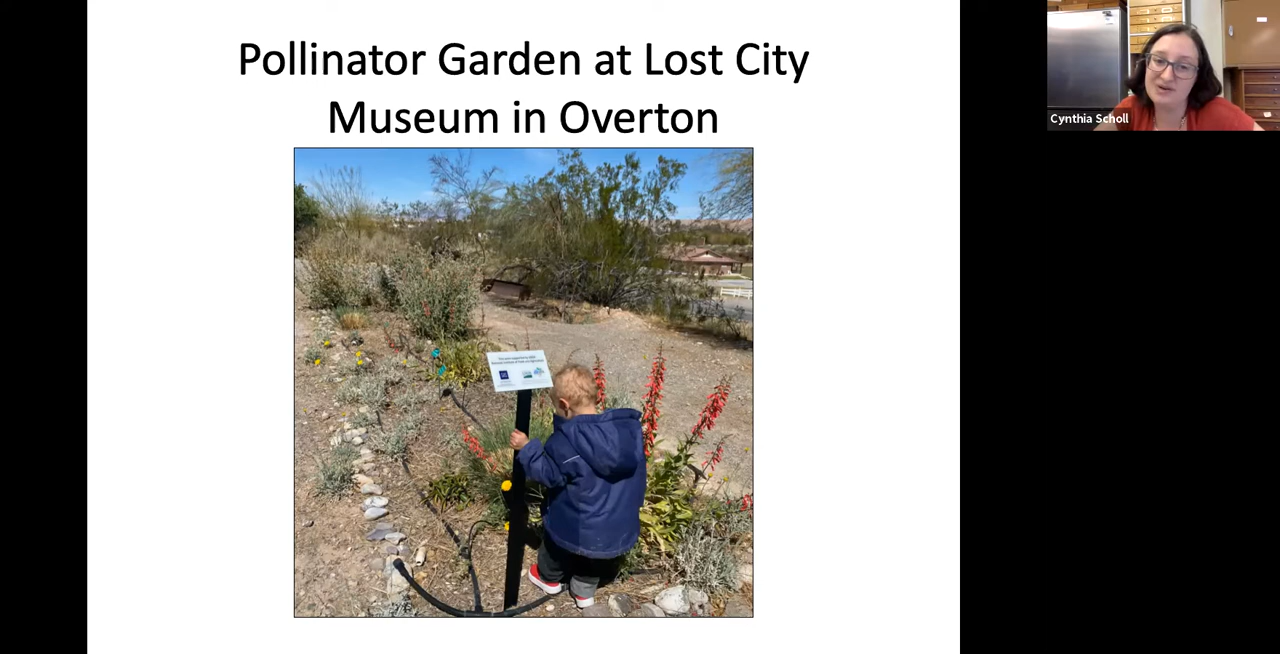 Pollinator Garden at Lost City
Museum in Overton
Cynthia Scholl